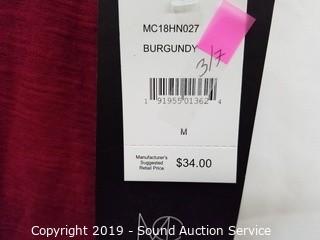 MC18HN027
BURGUNDY
3/7
1 91955 01362 4
M
Manufacturer's
Suggested
Retail Price
$34.00
MC
Copyright 2019 - Sound Auction Service